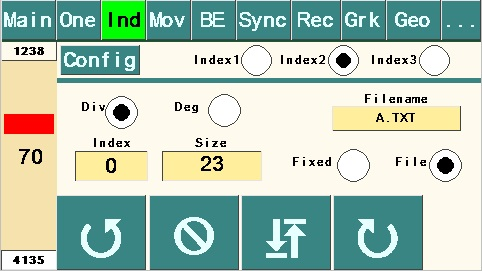 Main One Ind Mov BE Sync Rec Grk Geo ...
1238
Config Index1 Index2 Index3
Div Deg Filename
A.TXT
Index Size
70 0 23 Fixed File
4135